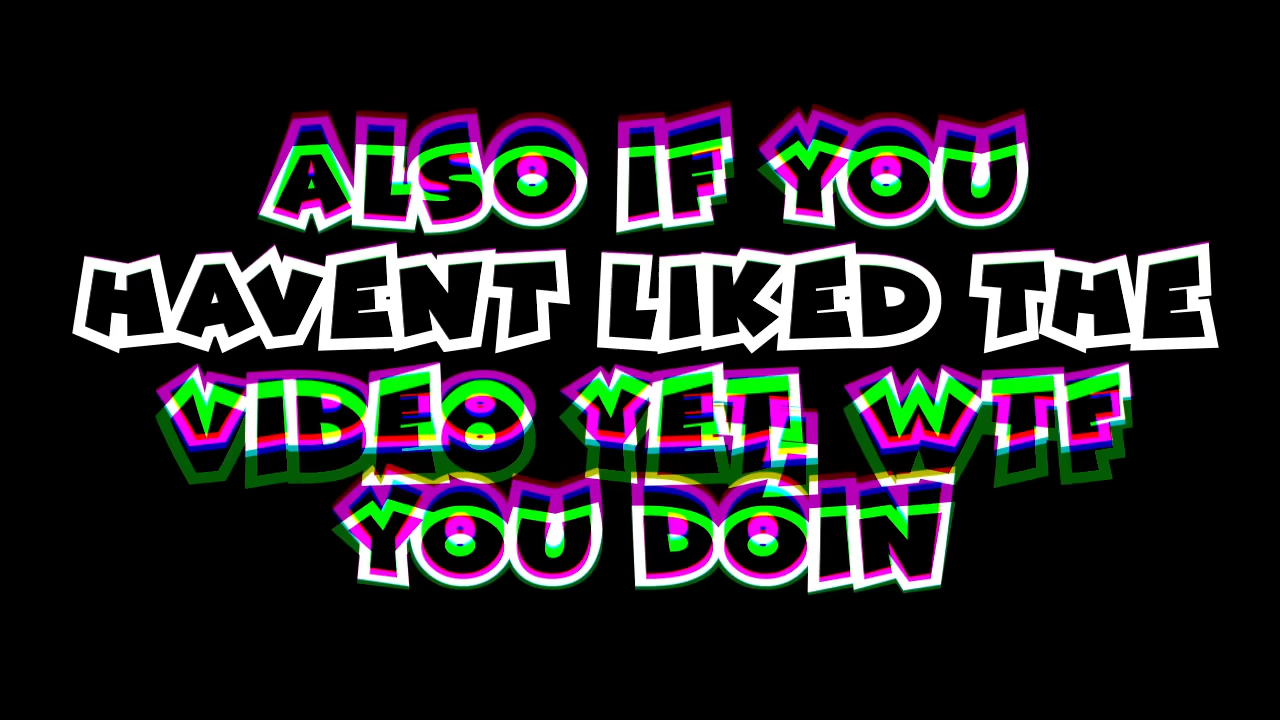 ALSO IF YOU
HAVENT LIKED THE
VIDEO YET, WTF
YOU DOIN